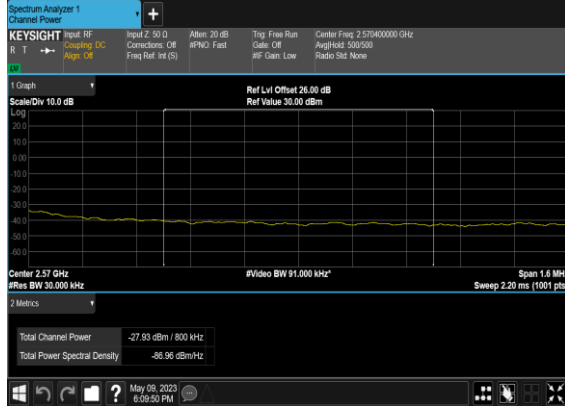 Spectrum Analyzer 1
Channel Power
+
KEYSIGHT Input: RF Input Z: 50 Ω Atten: 20 dB Trig: Free Run Center Freq: 2.570400000 GHz
R T Coupling: DC Corrections: Off #PNO: Fast Gate: Off Avg|Hold: 500/500
Align: Off Freq Ref: Int (S) #IF Gain: Low Radio Std: None
1 Graph
Ref Lvl Offset 26.00 dB
Scale/Div 10.0 dB Ref Value 30.00 dBm
Log
20.0
10.0
0.00
-10.0
-20.0
-30.0
-40.0
-50.0
-60.0
Center 2.57 GHz #Video BW 91.000 kHz* Span 1.6 MH
#Res BW 30.000 kHz Sweep 2.20 ms (1001 pts
2 Metrics
Total Channel Power -27.93 dBm / 800 kHz
Total Power Spectral Density -86.96 dBm/Hz
? May 09, 2023
6:09:50 PM